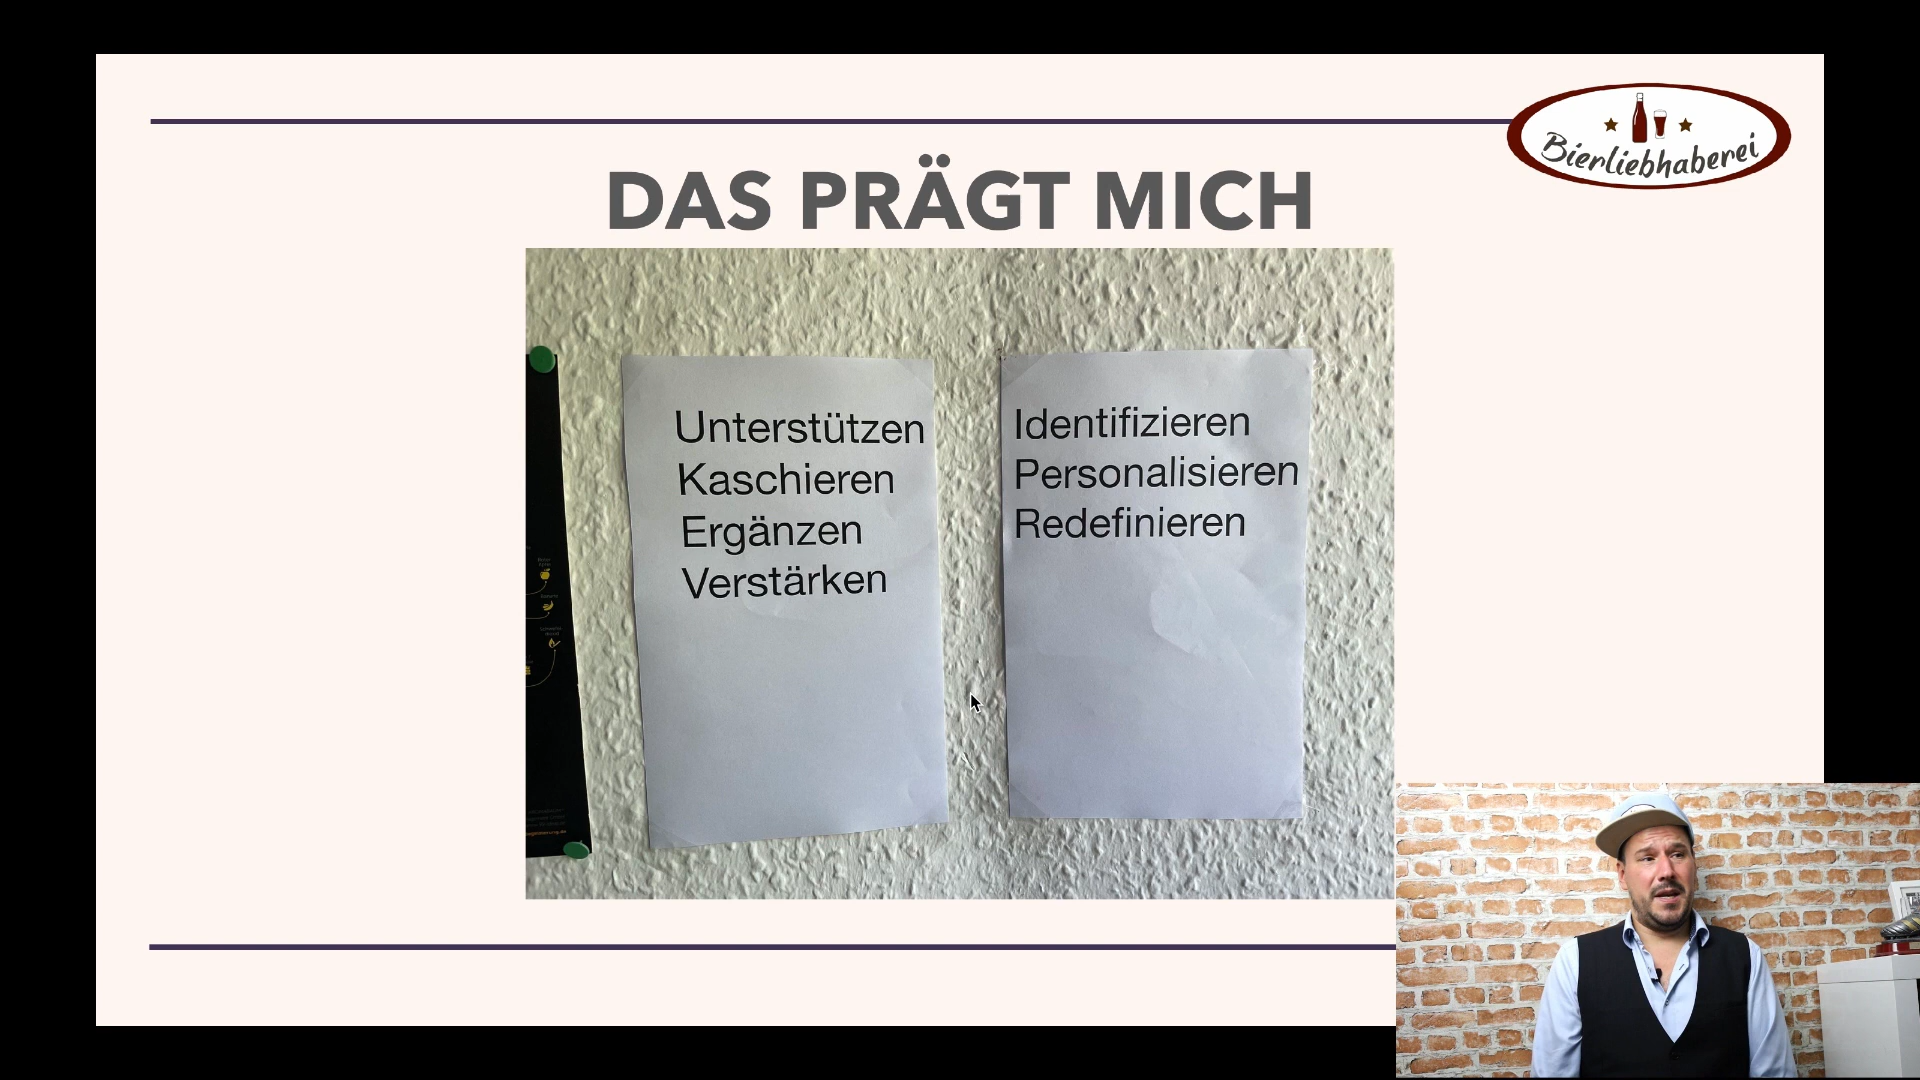 Bierliebhaberei
DAS PRÄGT MICH
Unterstützen
Kaschieren
Ergänzen
Verstärken
Identifizieren
Personalisieren
Redefinieren